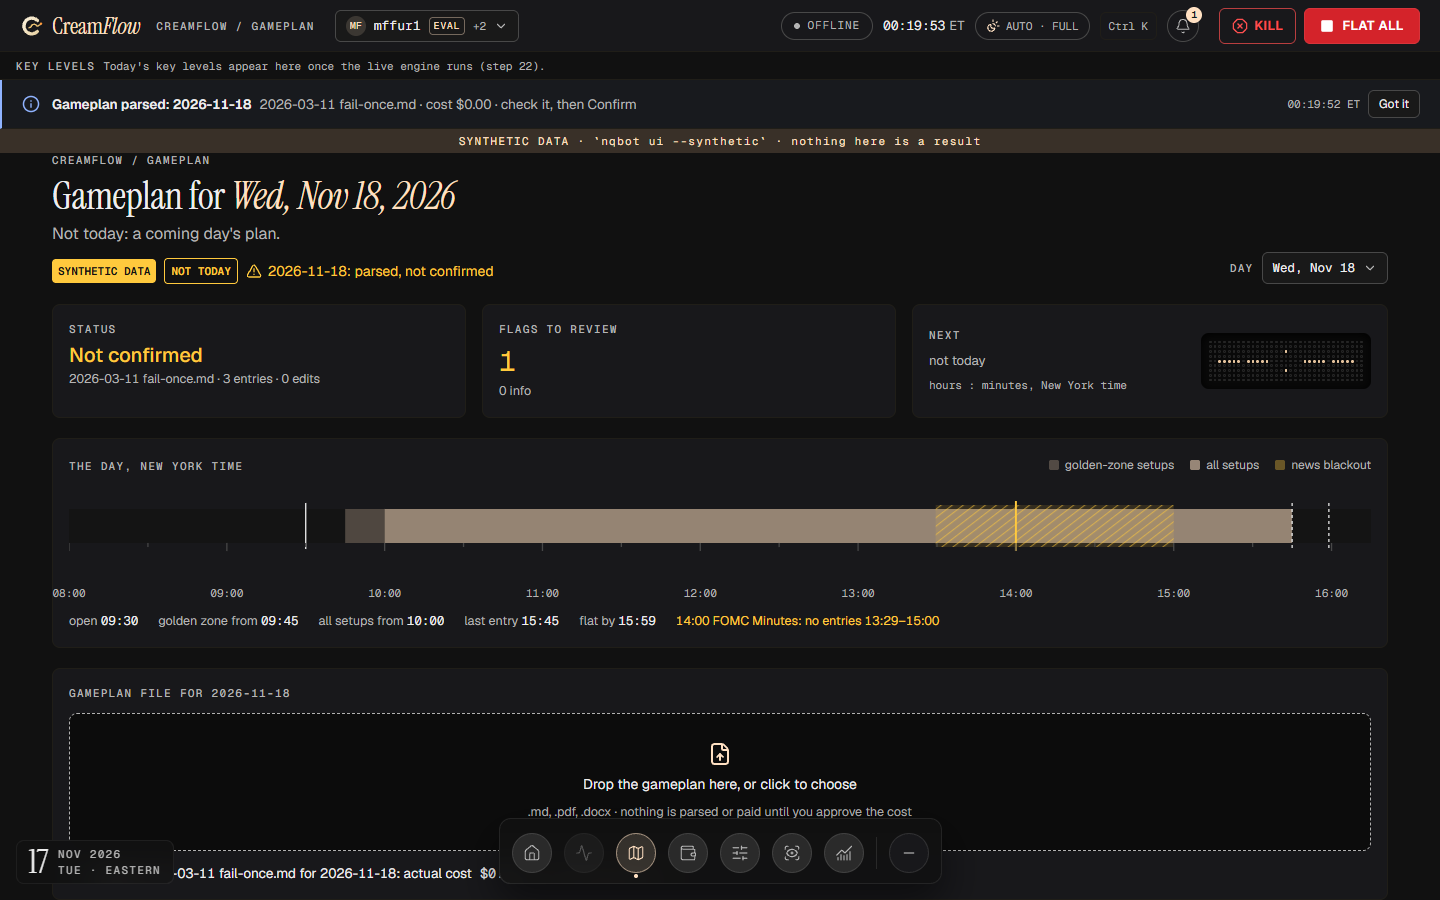 CreamFlow CREAMFLOW / GAMEPLAN MF mffur1 EVAL +2 OFFLINE 00:19:53 ET AUTO · FULL Ctrl K 1 KILL FLAT ALL
KEY LEVELS Today's key levels appear here once the live engine runs (step 22).
Gameplan parsed: 2026-11-18 2026-03-11 fail-once.md · cost $0.00 · check it, then Confirm 00:19:52 ET Got it
SYNTHETIC DATA · `nqbot ui --synthetic` · nothing here is a result
CREAMFLOW / GAMEPLAN
Gameplan for Wed, Nov 18, 2026
Not today: a coming day's plan.
SYNTHETIC DATA NOT TODAY 2026-11-18: parsed, not confirmed DAY Wed, Nov 18
STATUS
Not confirmed
2026-03-11 fail-once.md · 3 entries · 0 edits
FLAGS TO REVIEW
1
0 info
NEXT
not today
hours : minutes, New York time
--:--
THE DAY, NEW YORK TIME golden-zone setups all setups news blackout
08:00 09:00 10:00 11:00 12:00 13:00 14:00 15:00 16:00
open 09:30 golden zone from 09:45 all setups from 10:00 last entry 15:45 flat by 15:59 14:00 FOMC Minutes: no entries 13:29–15:00
GAMEPLAN FILE FOR 2026-11-18
Drop the gameplan here, or click to choose
.md, .pdf, .docx · nothing is parsed or paid until you approve the cost
17 NOV 2026
TUE · EASTERN
-03-11 fail-once.md for 2026-11-18: actual cost $0